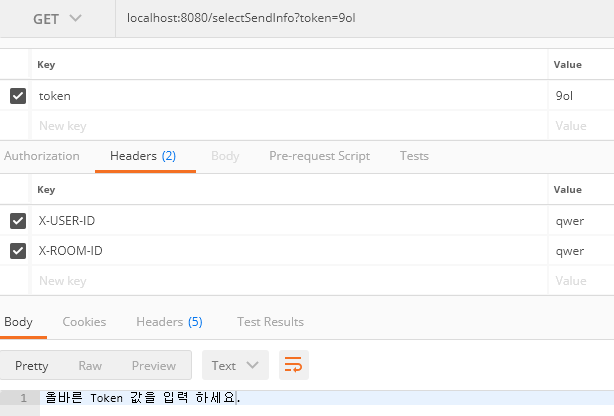 GET localhost:8080/selectSendInfo?token=9ol
Key Value
token 9ol
New key Value
Authorization Headers (2) Body Pre-request Script Tests
Key Value
X-USER-ID qwer
X-ROOM-ID qwer
New key Value
Body Cookies Headers (5) Test Results
Pretty Raw Preview Text
1 올바른 Token 값을 입력 하세요.